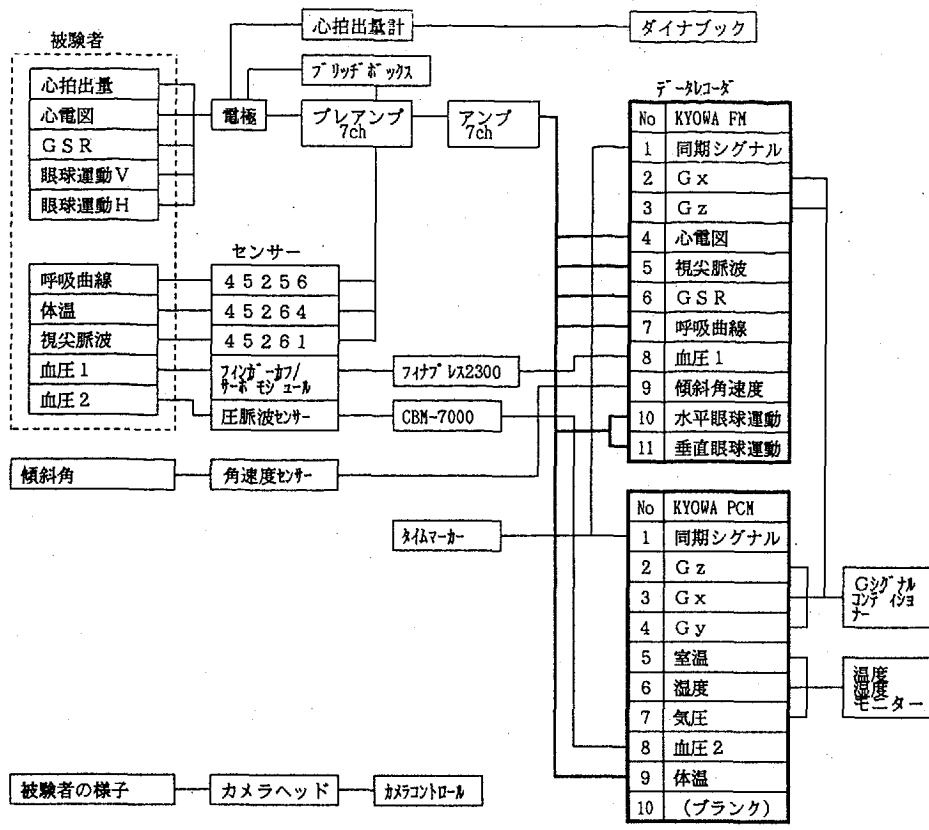 心拍出量計
ダイナブック
被験者
ブリッヂボックス
データレコーダ
心拍出量
心電図
GSR
眼球運動V
眼球運動H
電極
プレアンプ
7ch
アンプ
7ch
No KYOWA FM
1 同期シグナル
2 Gx
3 Gz
4 心電図
5 視尖脈波
6 GSR
7 呼吸曲線
8 血圧1
9 傾斜角速度
10 水平眼球運動
11 垂直眼球運動
センサー
呼吸曲線
45256
体温
45264
視尖脈波
45261
血圧1
フィンガーカフ/
サーボモジュール
フィナプレス2300
血圧2
圧脈波センサー
CBM-7000
傾斜角
角速度センサー
タイムマーカー
No KYOWA PCM
1 同期シグナル
2 Gz
3 Gx
4 Gy
5 室温
6 湿度
7 気圧
8 血圧2
9 体温
10 (ブランク)
Gシグナル
コンディショ
ナー
温度
湿度
モニター
被験者の様子
カメラヘッド
カメラコントロール